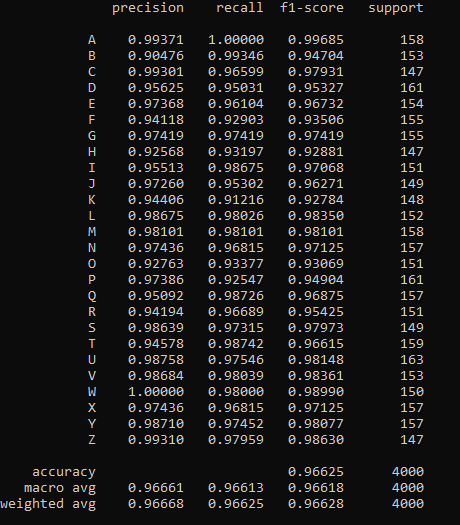 precision recall f1-score support
A 0.99371 1.00000 0.99685 158
B 0.90476 0.99346 0.94704 153
C 0.99301 0.96599 0.97931 147
D 0.95625 0.95031 0.95327 161
E 0.97368 0.96104 0.96732 154
F 0.94118 0.92903 0.93506 155
G 0.97419 0.97419 0.97419 155
H 0.92568 0.93197 0.92881 147
I 0.95513 0.98675 0.97068 151
J 0.97260 0.95302 0.96271 149
K 0.94406 0.91216 0.92784 148
L 0.98675 0.98026 0.98350 152
M 0.98101 0.98101 0.98101 158
N 0.97436 0.96815 0.97125 157
O 0.92763 0.93377 0.93069 151
P 0.97386 0.92547 0.94904 161
Q 0.95092 0.98726 0.96875 157
R 0.94194 0.96689 0.95425 151
S 0.98639 0.97315 0.97973 149
T 0.94578 0.98742 0.96615 159
U 0.98758 0.97546 0.98148 163
V 0.98684 0.98039 0.98361 153
W 1.00000 0.98000 0.98990 150
X 0.97436 0.96815 0.97125 157
Y 0.98710 0.97452 0.98077 157
Z 0.99310 0.97959 0.98630 147
accuracy 0.96625 4000
macro avg 0.96661 0.96613 0.96618 4000
weighted avg 0.96668 0.96625 0.96628 4000